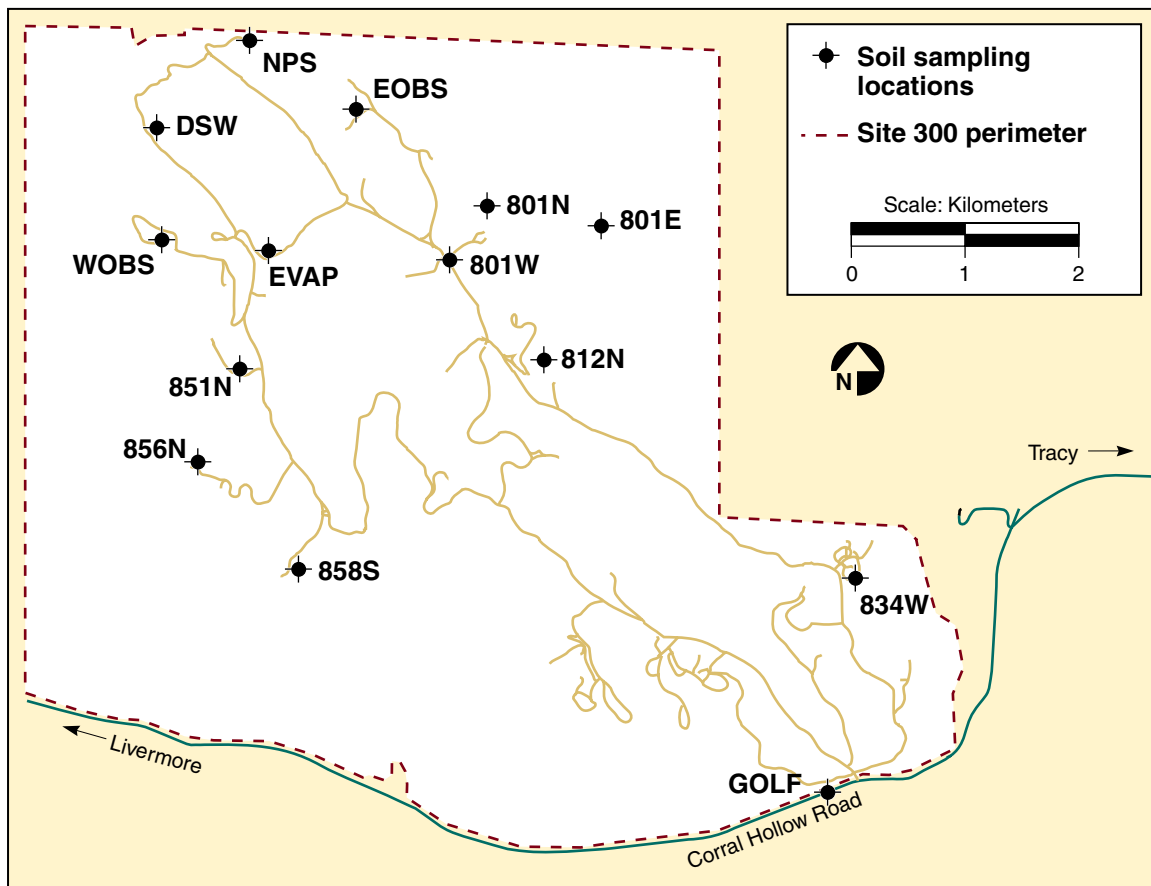 NPS
EOBS
DSW
801N
801E
WOBS
EVAP
801W
812N
851N
856N
858S
834W
GOLF
Soil sampling
locations
Site 300 perimeter
Scale: Kilometers
0 1 2
N
Tracy
Livermore
Corral Hollow Road